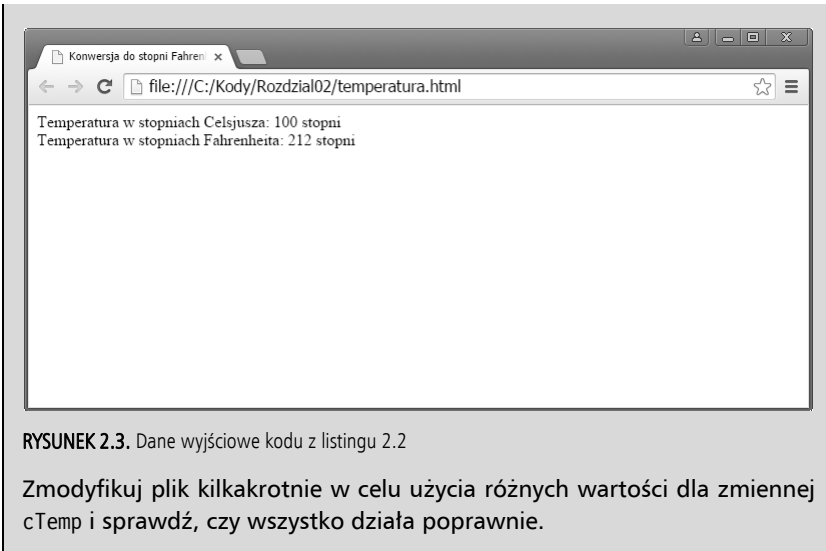 Konwersja do stopni Fahren
file:///C:/Kody/Rozdzial02/temperatura.html
Temperatura w stopniach Celsjusza: 100 stopni
Temperatura w stopniach Fahrenheita: 212 stopni
RYSUNEK 2.3. Dane wyjściowe kodu z listingu 2.2
Zmodyfikuj plik kilkakrotnie w celu użycia różnych wartości dla zmiennej
cTemp i sprawdź, czy wszystko działa poprawnie.